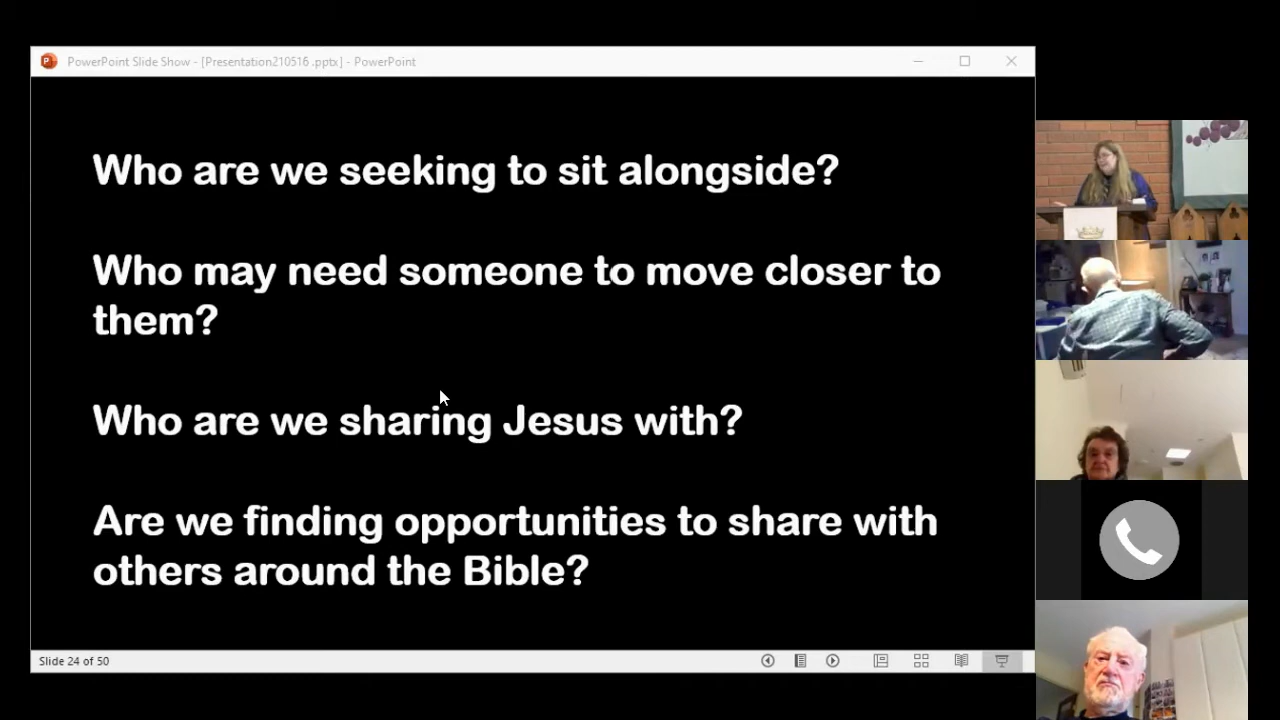 PowerPoint Slide Show - [Presentation210516 .pptx] - PowerPoint
Who are we seeking to sit alongside?
Who may need someone to move closer to
them?
Who are we sharing Jesus with?
Are we finding opportunities to share with
others around the Bible?
Slide 24 of 50